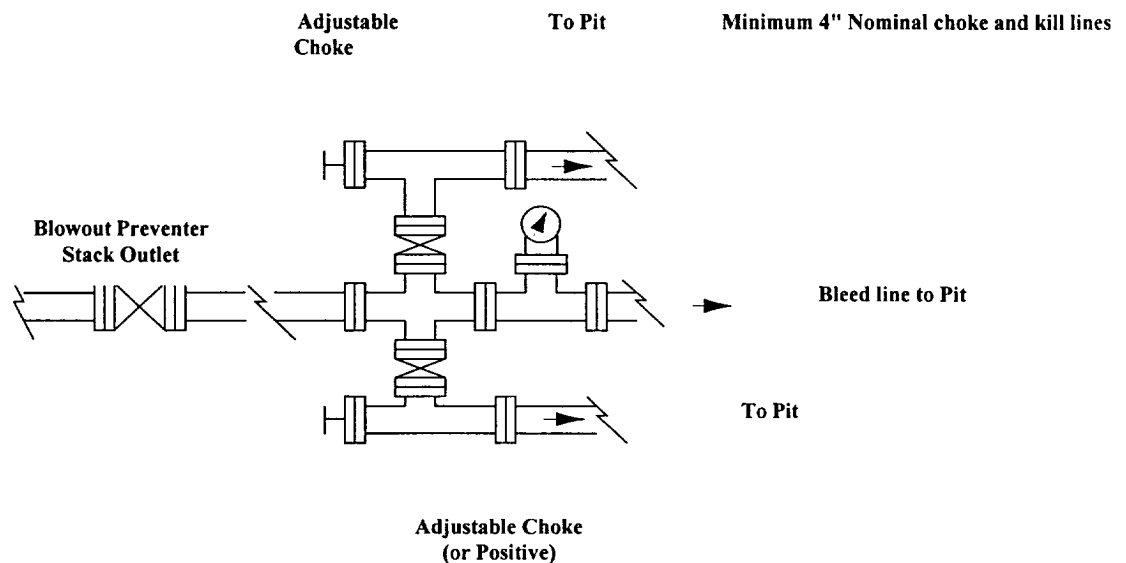 Adjustable
Choke
To Pit
Minimum 4" Nominal choke and kill lines
Blowout Preventer
Stack Outlet
Bleed line to Pit
To Pit
Adjustable Choke
(or Positive)